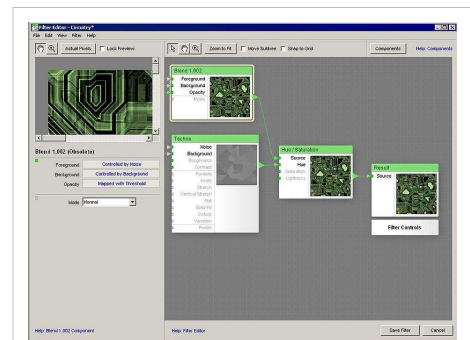 Filter Editor - Circuitry*
File Edit View Filter Help
Actual Pixels
Lock Preview
Zoom to Fit
Move Subtree
Snap to Grid
Components
Help: Components
Blend 1.002
Foreground
Background
Opacity
Mode
Techno
Noise
Background
Roughness
Contrast
Formula
Scale
Stretch
Vertical Stretch
Details
Variation
Hue / Saturation
Source
Hue
Saturation
Lightness
Result
Source
Filter Controls
Blend 1.002 (Obsolete)
Foreground Controlled by Noise
Background Controlled by Background
Opacity Mapped with Threshold
Mode Normal
Help: Blend 1.002 Component
Help: Filter Editor
Save Filter
Cancel